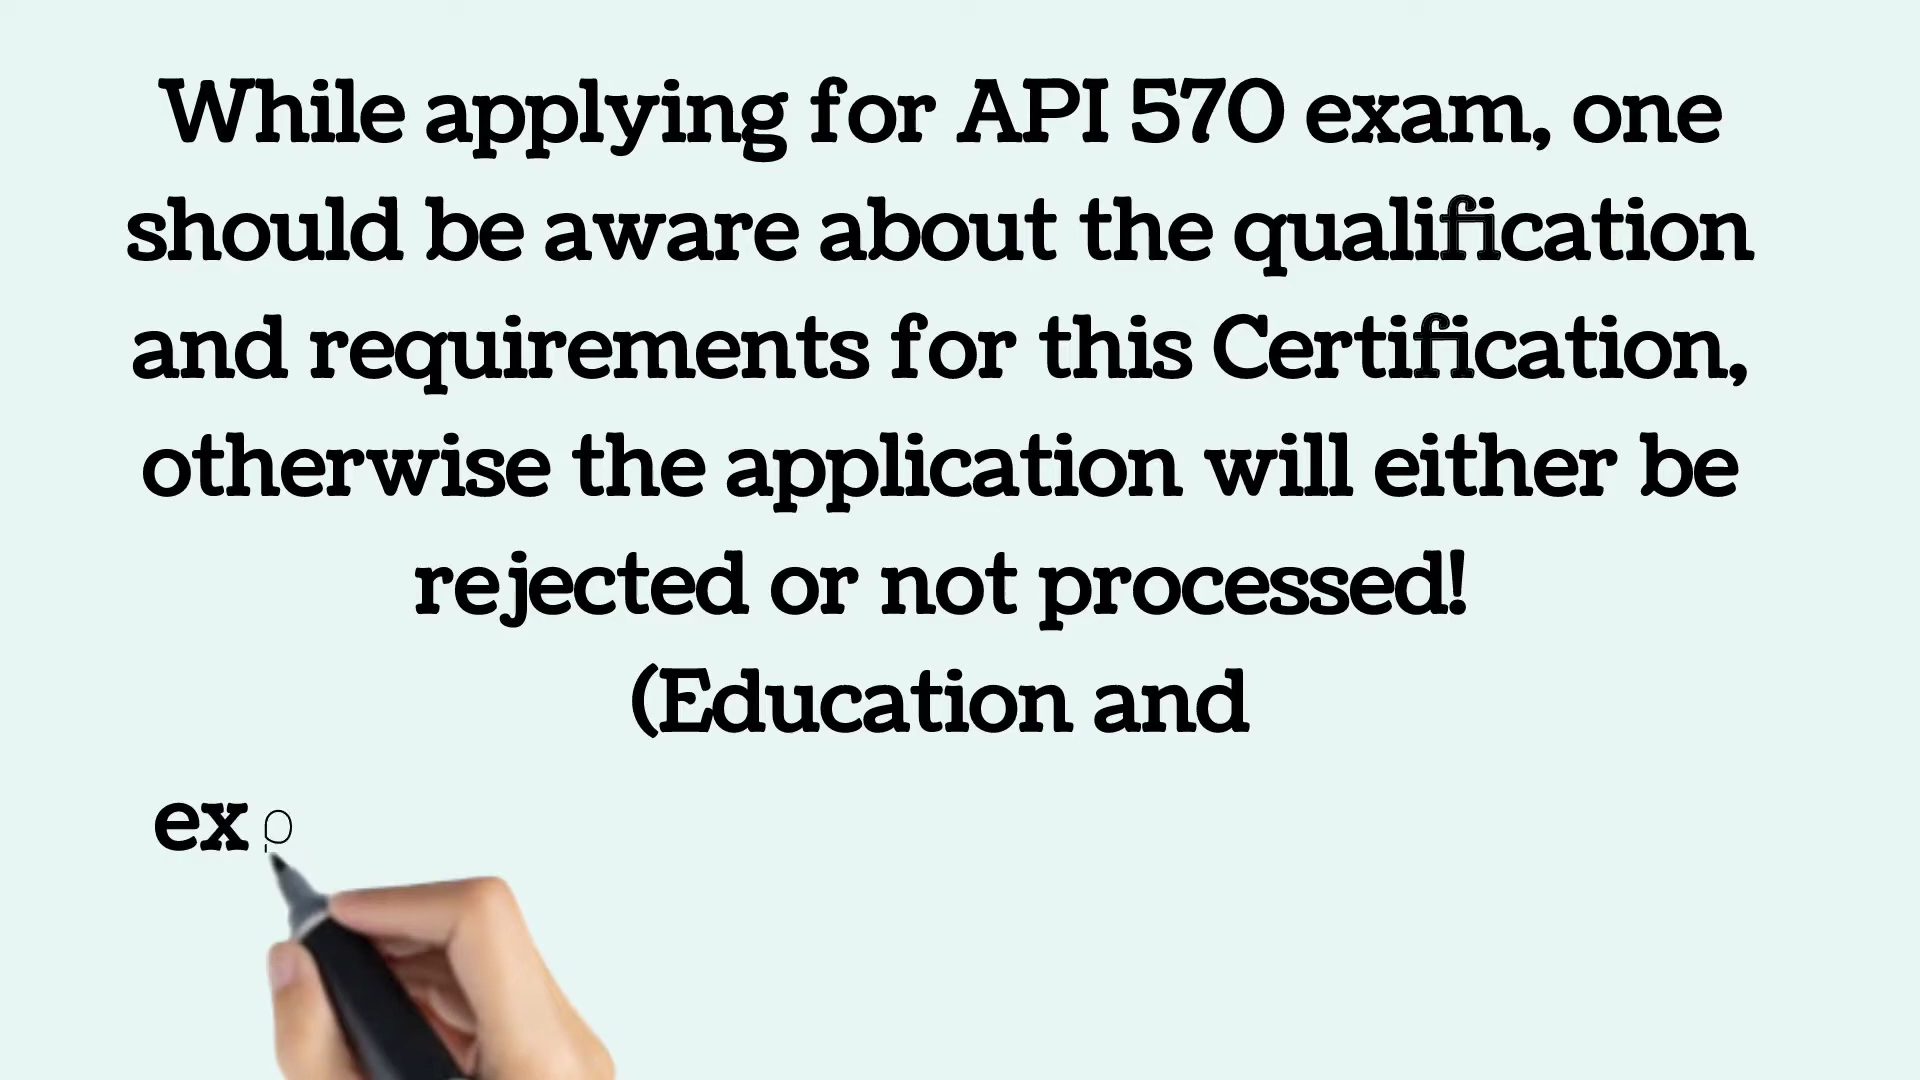 While applying for API 570 exam, one
should be aware about the qualification
and requirements for this Certification,
otherwise the application will either be
rejected or not processed!
(Education and
exp